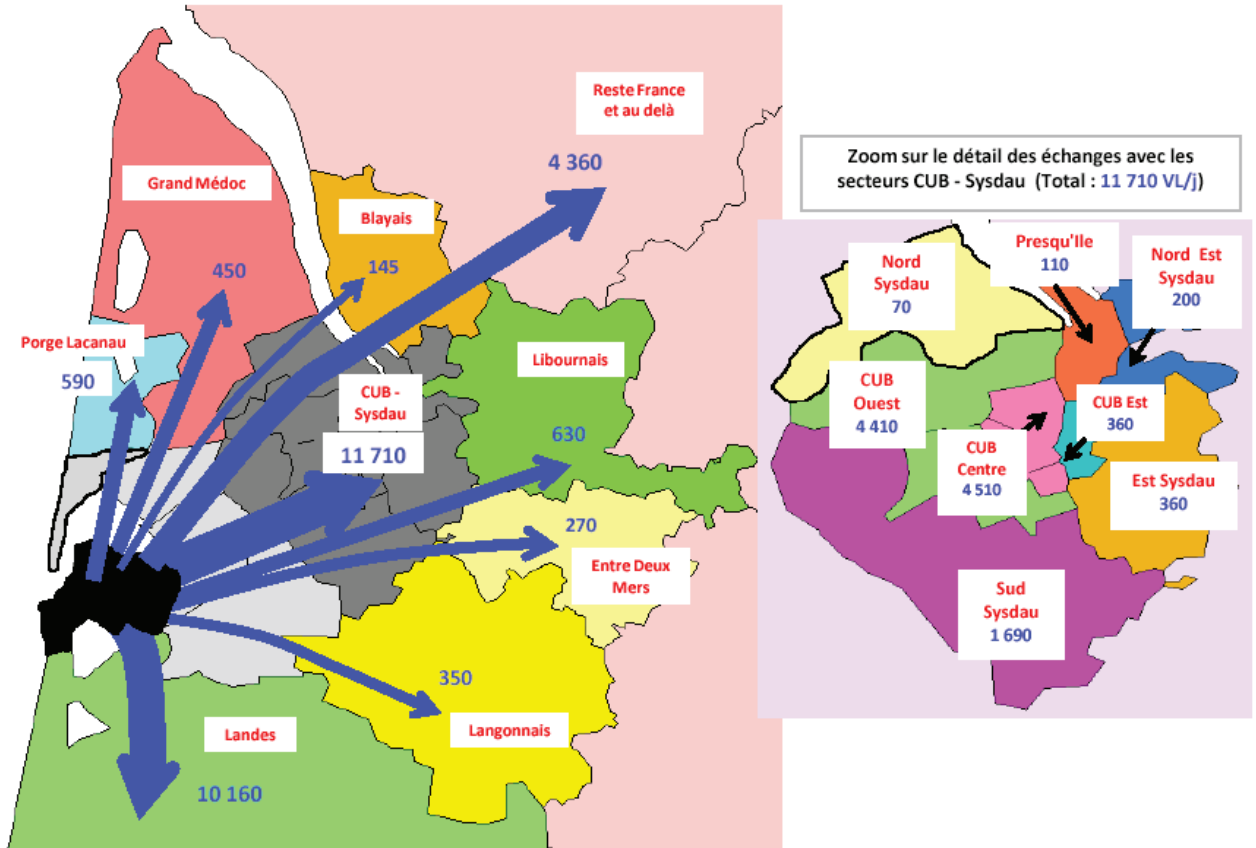 Reste France
et au delà
4 360
Grand Médoc
Blayais
145
450
Porge Lacanau
590
CUB -
Sysdau
11 710
Libournais
630
270
Entre Deux
Mers
350
Langonnais
Landes
10 160
Zoom sur le détail des échanges avec les
secteurs CUB - Sysdau (Total : 11 710 VL/j)
Presqu'Ile
110
Nord Est
Sysdau
200
Nord
Sysdau
70
CUB
Ouest
4 410
CUB Est
360
CUB
Centre
4 510
Est Sysdau
360
Sud
Sysdau
1 690